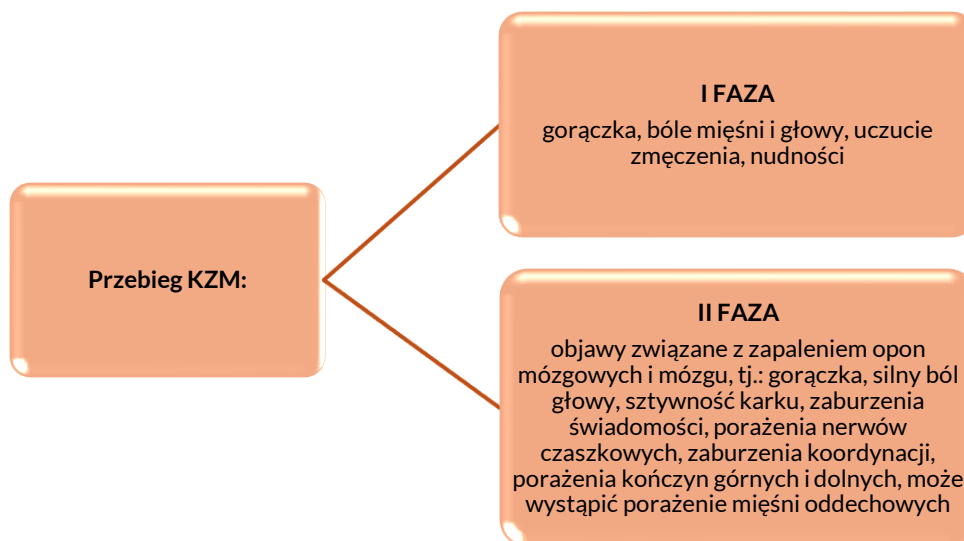 Przebieg KZM:
I FAZA
gorączka, bóle mięśni i głowy, uczucie
zmęczenia, nudności
II FAZA
objawy związane z zapaleniem opon
mózgowych i mózgu, tj.: gorączka, silny ból
głowy, sztywność karku, zaburzenia
świadomości, porażenia nerwów
czaszkowych, zaburzenia koordynacji,
porażenia kończyn górnych i dolnych, może
wystąpić porażenie mięśni oddechowych